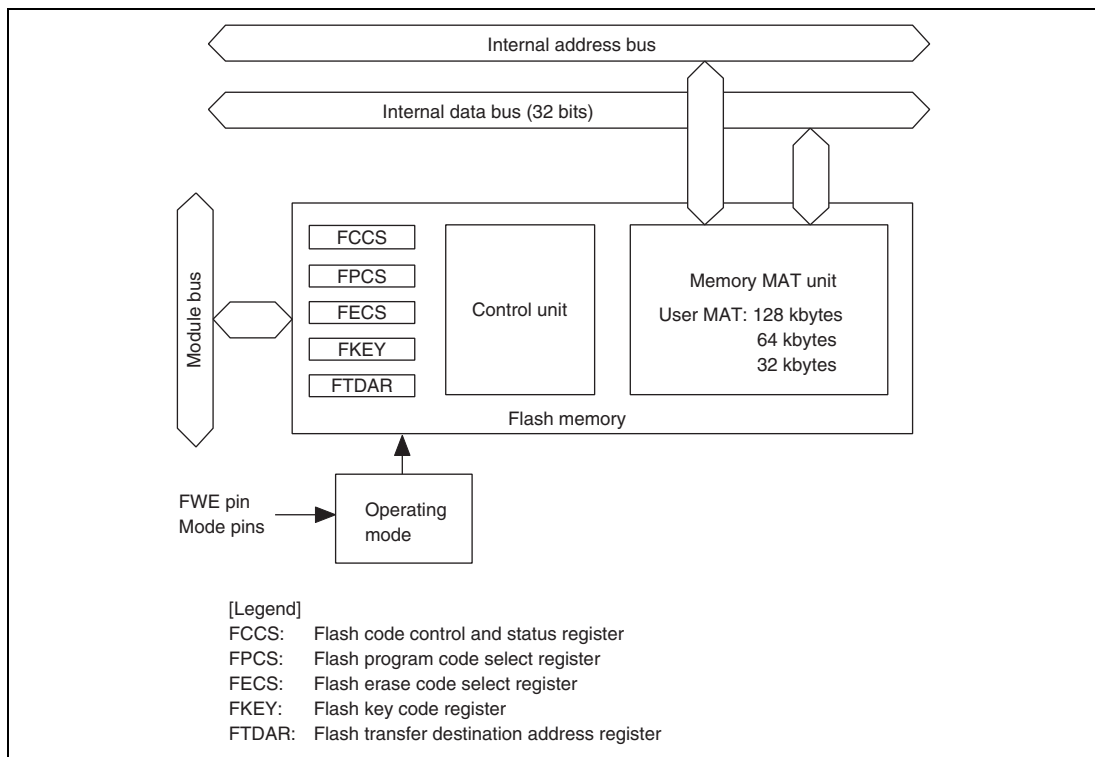 Internal address bus
Internal data bus (32 bits)
Module bus
FCCS
FPCS
FECS
FKEY
FTDAR
Control unit
Memory MAT unit
User MAT: 128 kbytes
64 kbytes
32 kbytes
Flash memory
FWE pin
Mode pins
Operating
mode
[Legend]
FCCS: Flash code control and status register
FPCS: Flash program code select register
FECS: Flash erase code select register
FKEY: Flash key code register
FTDAR: Flash transfer destination address register